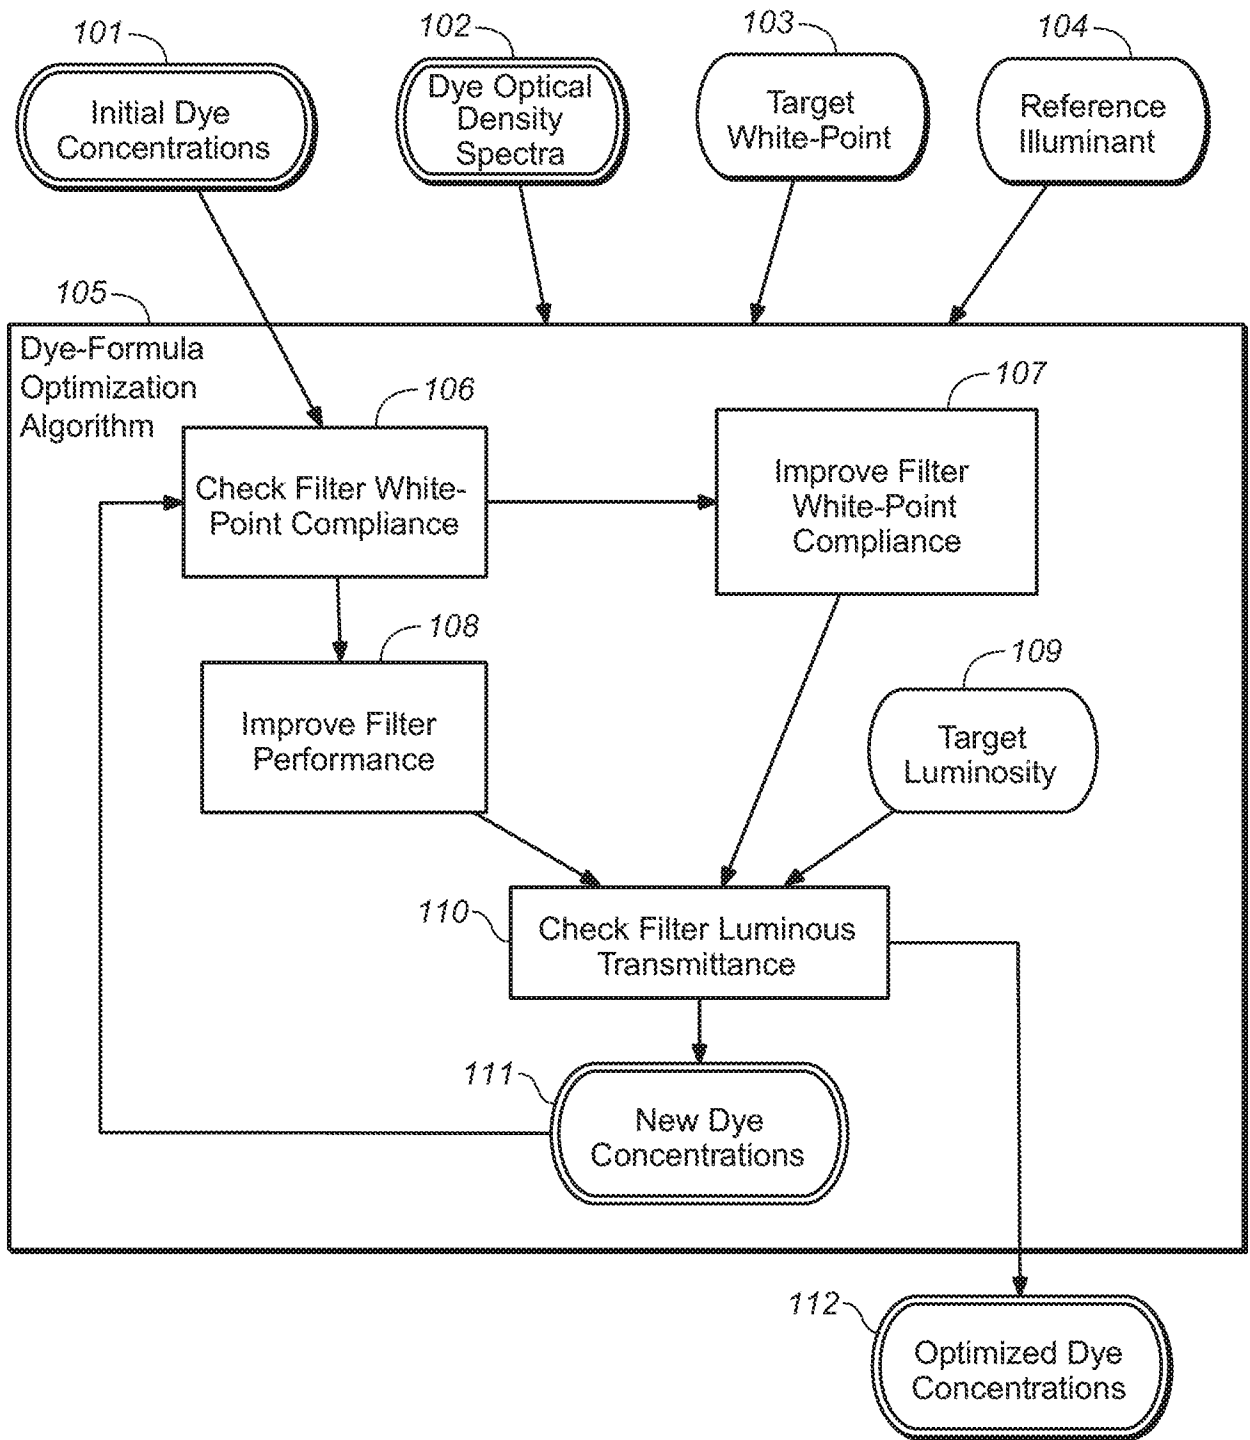 101
102
103
104
Initial Dye
Concentrations
Dye Optical
Density
Spectra
Target
White-Point
Reference
Illuminant
105
Dye-Formula
Optimization
Algorithm
106
107
Check Filter White-
Point Compliance
Improve Filter
White-Point
Compliance
108
109
Improve Filter
Performance
Target
Luminosity
110
Check Filter Luminous
Transmittance
111
New Dye
Concentrations
112
Optimized Dye
Concentrations